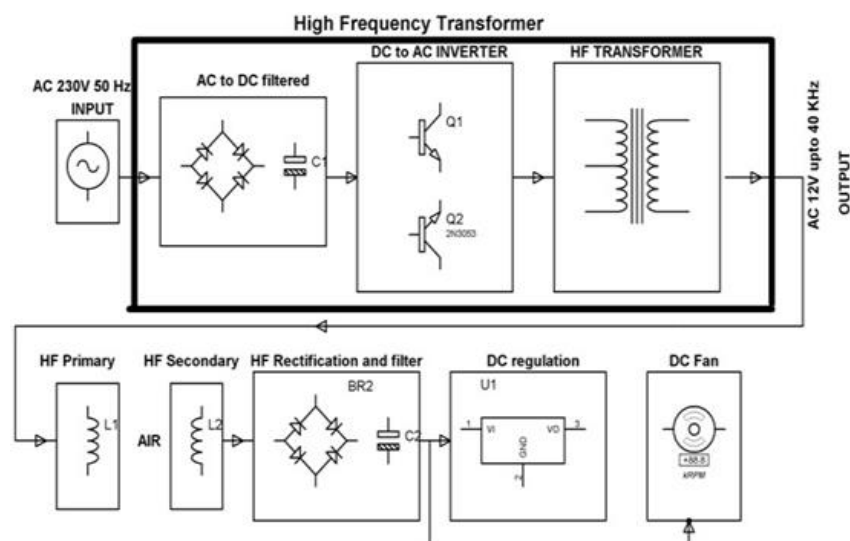 High Frequency Transformer
AC 230V 50 Hz
INPUT
AC to DC filtered
C1
DC to AC INVERTER
Q1
Q2
2N3053
HF TRANSFORMER
AC 12V upto 40 KHz
OUTPUT
HF Primary
L1
AIR
HF Secondary
L2
HF Rectification and filter
BR2
C2
DC regulation
U1
1
VI
VO
3
GND
2
DC Fan
+88.8
kRPM